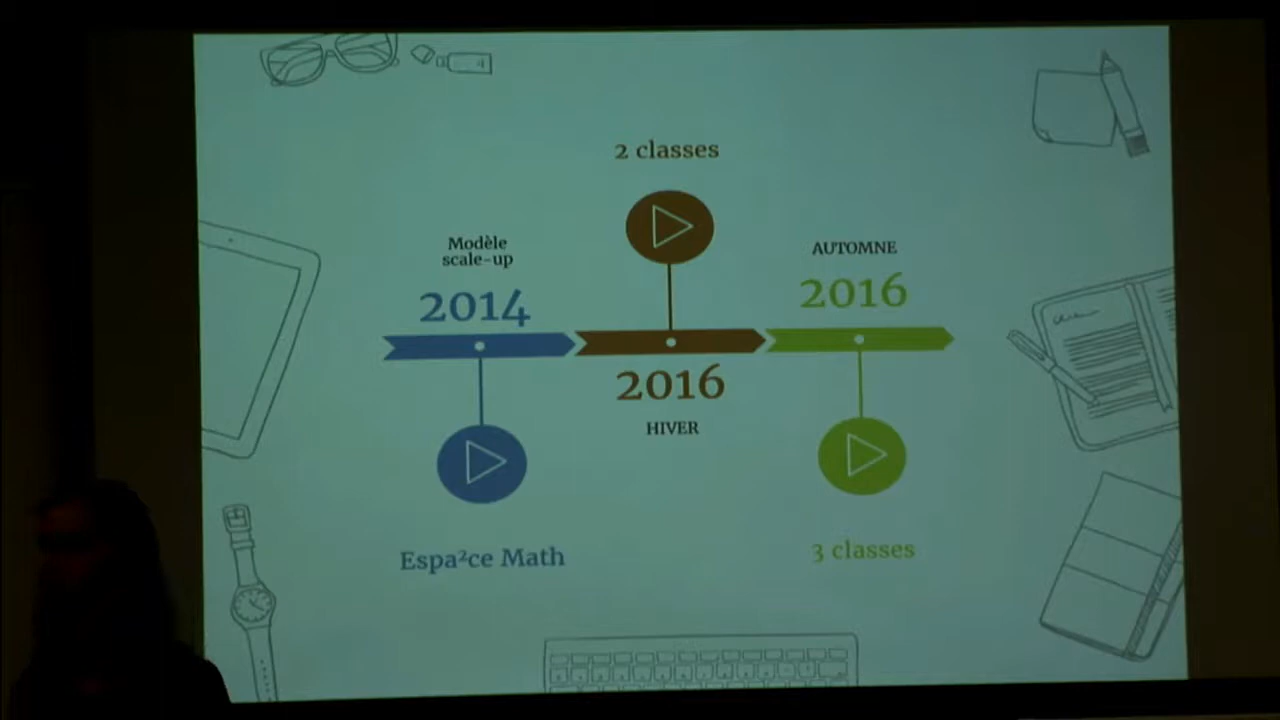 2 classes
Modèle
scale-up
2014
AUTOMNE
2016
2016
HIVER
Espa²ce Math
3 classes